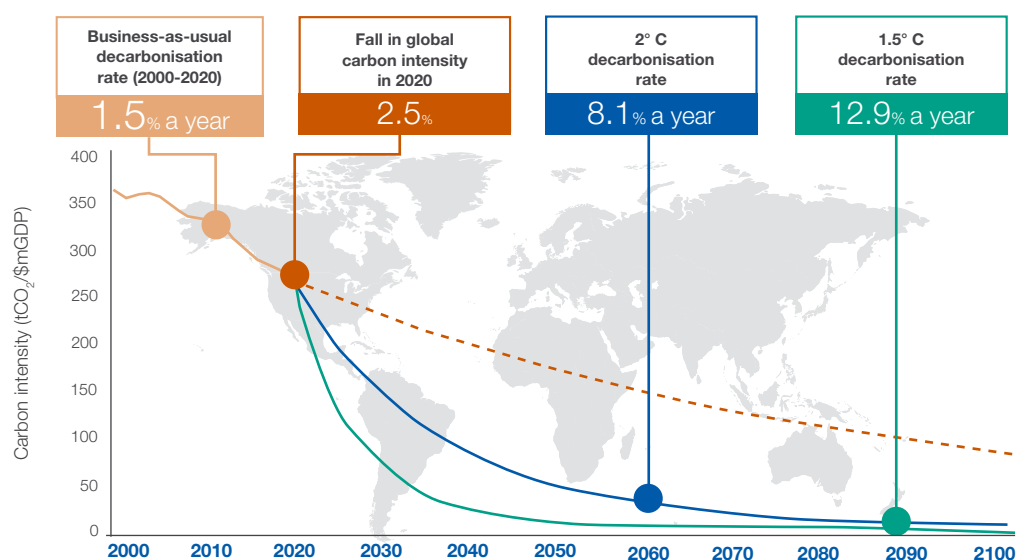 Business-as-usual
decarbonisation
rate (2000-2020)
1.5% a year
Fall in global
carbon intensity
in 2020
2.5%
2° C
decarbonisation
rate
8.1% a year
1.5° C
decarbonisation
rate
12.9% a year
Carbon intensity (tCO₂/$mGDP)
400
350
300
250
200
150
100
50
0
2000 2010 2020 2030 2040 2050 2060 2070 2080 2090 2100